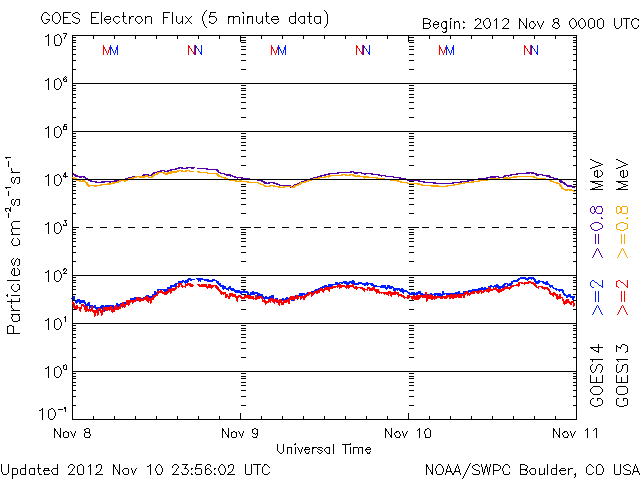 GOES Electron Flux (5 minute data)
Begin: 2012 Nov 8 0000 UTC
10⁷
M M N N M M N N M M N N
10⁶
10⁵
10⁴
10³
10²
10¹
10⁰
10⁻¹
Particles cm⁻²s⁻¹sr⁻¹
Nov 8 Nov 9 Nov 10 Nov 11
Universal Time
GOES14 >=2 >=0.8 MeV
GOES13 >=2 >=0.8 MeV
Updated 2012 Nov 10 23:56:02 UTC
NOAA/SWPC Boulder, CO USA